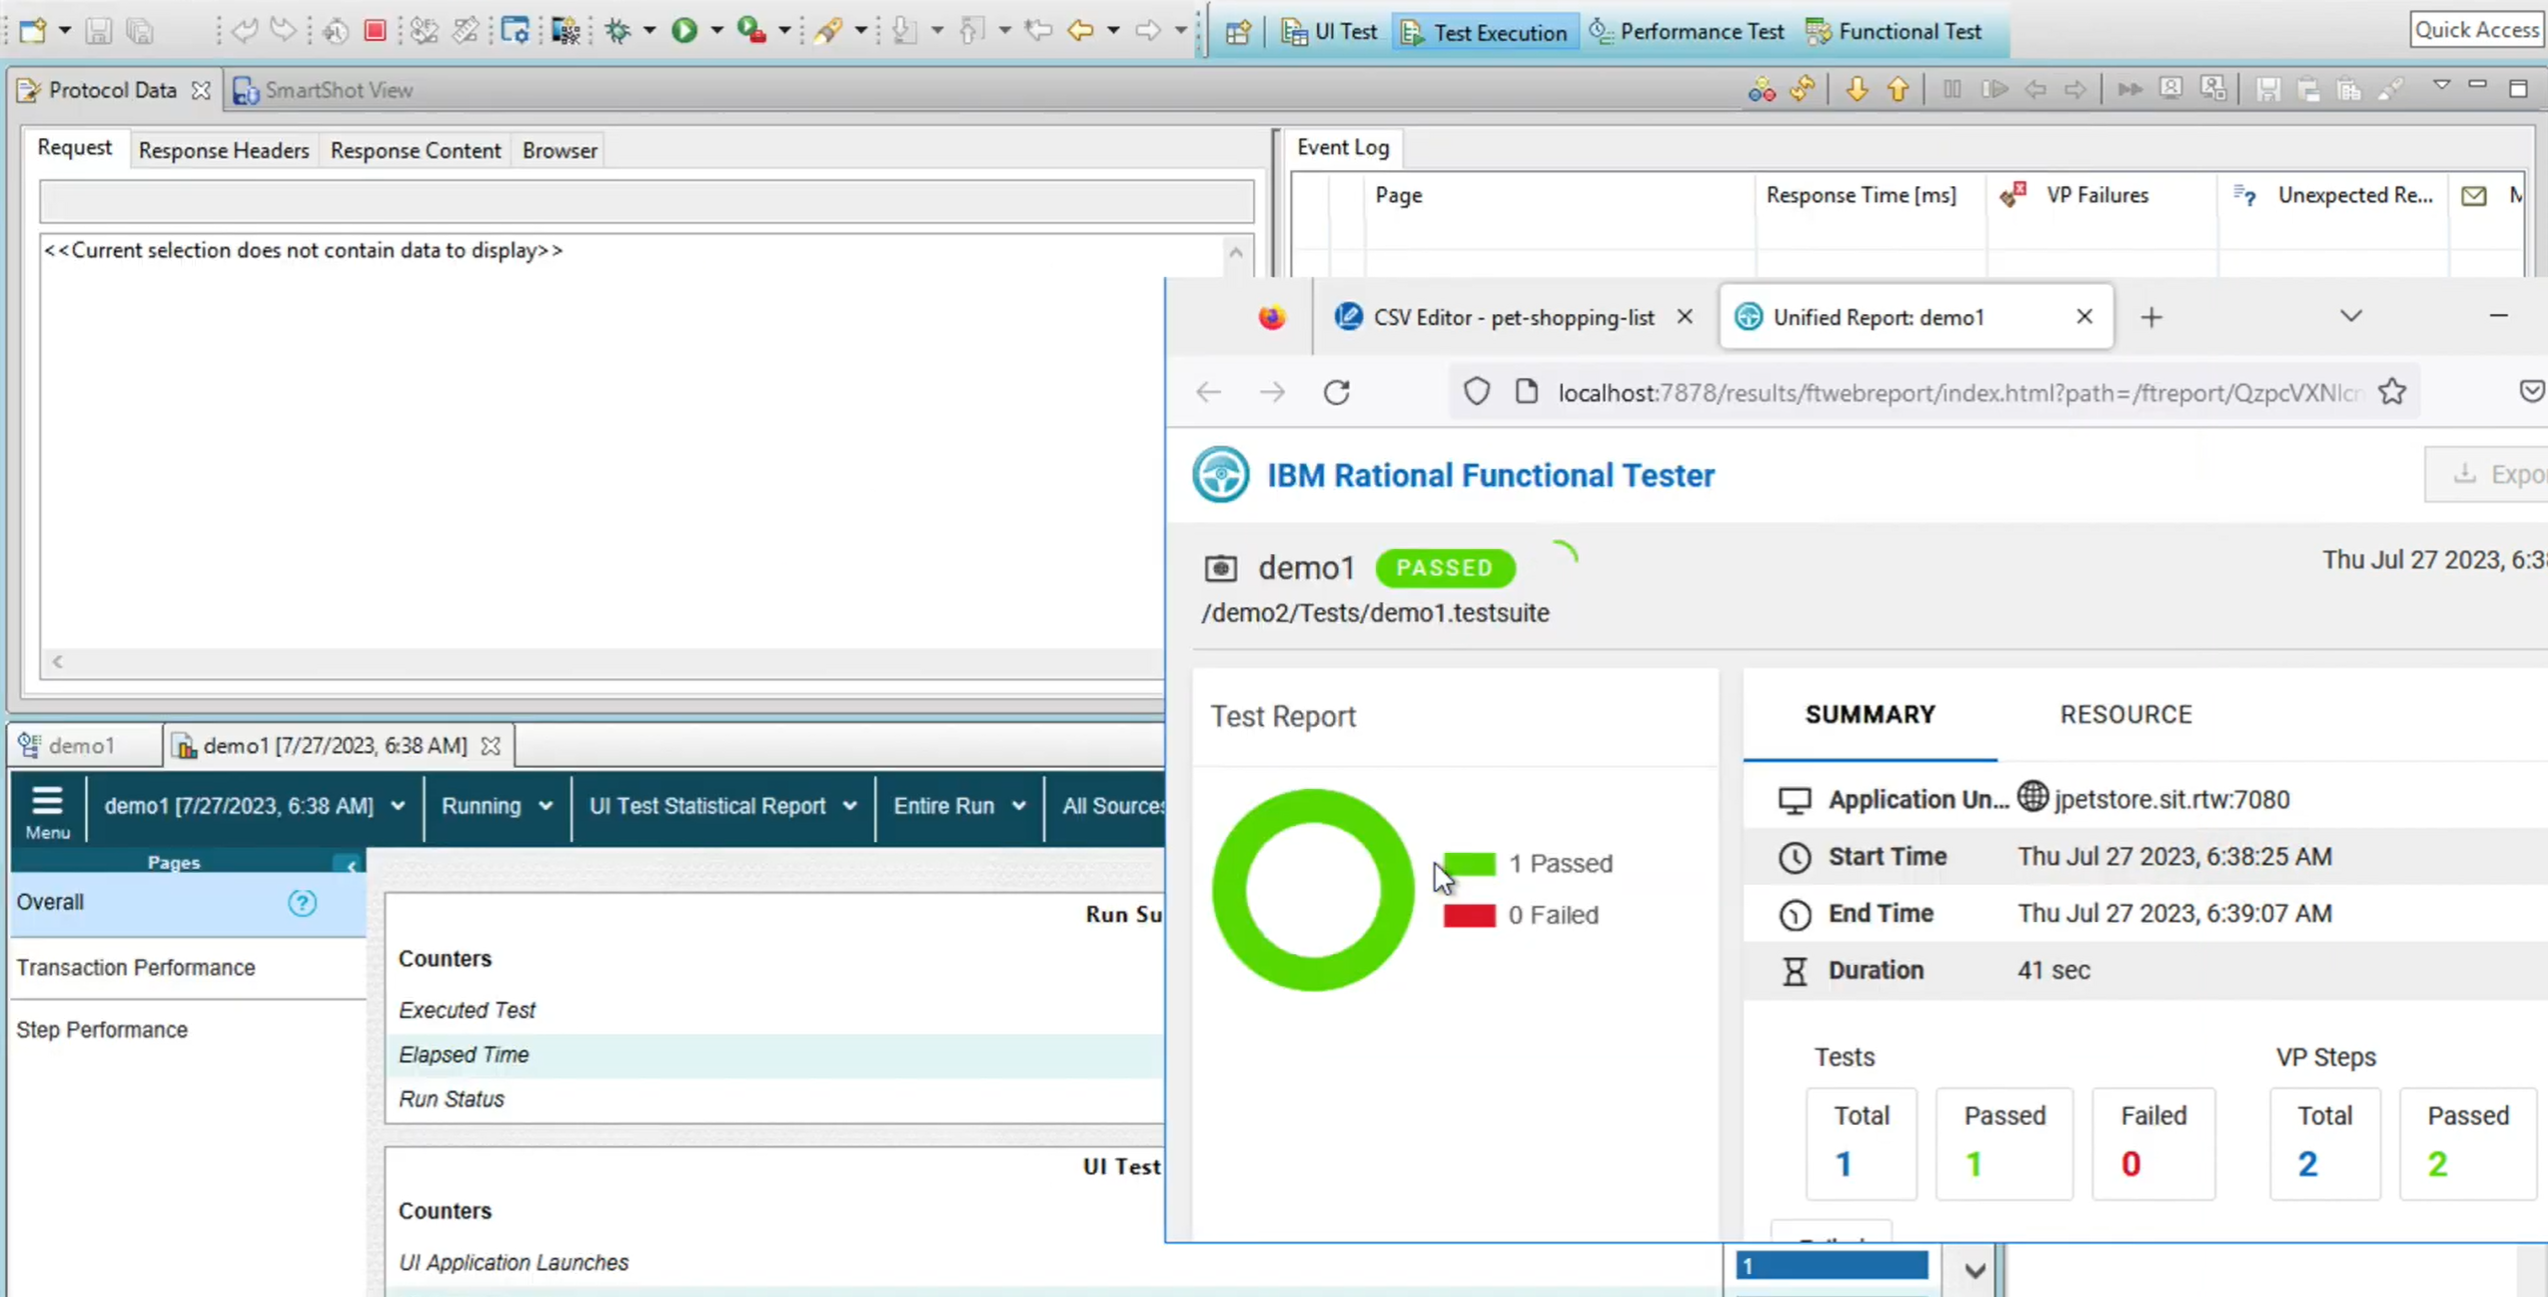 UI Test Test Execution Performance Test Functional Test Quick Access
Protocol Data SmartShot View
Request Response Headers Response Content Browser
<<Current selection does not contain data to display>>
Event Log
Page Response Time [ms] VP Failures Unexpected Re... M
CSV Editor - pet-shopping-list Unified Report: demo1
localhost:7878/results/ftwebreport/index.html?path=/ftreport/QzpcVXNlcn
IBM Rational Functional Tester
Expo
demo1 PASSED
Thu Jul 27 2023, 6:3
/demo2/Tests/demo1.testsuite
Test Report
1 Passed
0 Failed
SUMMARY RESOURCE
Application Un... jpetstore.sit.rtw:7080
Start Time Thu Jul 27 2023, 6:38:25 AM
End Time Thu Jul 27 2023, 6:39:07 AM
Duration 41 sec
Tests VP Steps
Total Passed Failed Total Passed
1 1 0 2 2
demo1 demo1 [7/27/2023, 6:38 AM]
Menu
demo1 [7/27/2023, 6:38 AM] Running UI Test Statistical Report Entire Run All Sources
Pages
Overall ?
Transaction Performance
Step Performance
Run Su
Counters
Executed Test
Elapsed Time
Run Status
UI Test
Counters
UI Application Launches
1